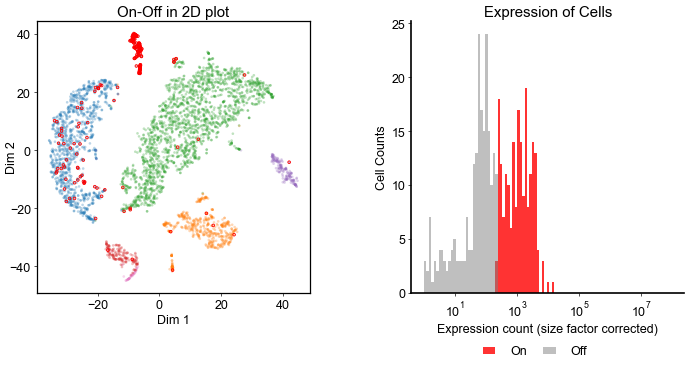 On-Off in 2D plot
Expression of Cells
40
20
0
−20
−40
Dim 2
−20
0
20
40
Dim 1
25
20
15
10
5
0
Cell Counts
10^1
10^3
10^5
10^7
Expression count (size factor corrected)
On
Off